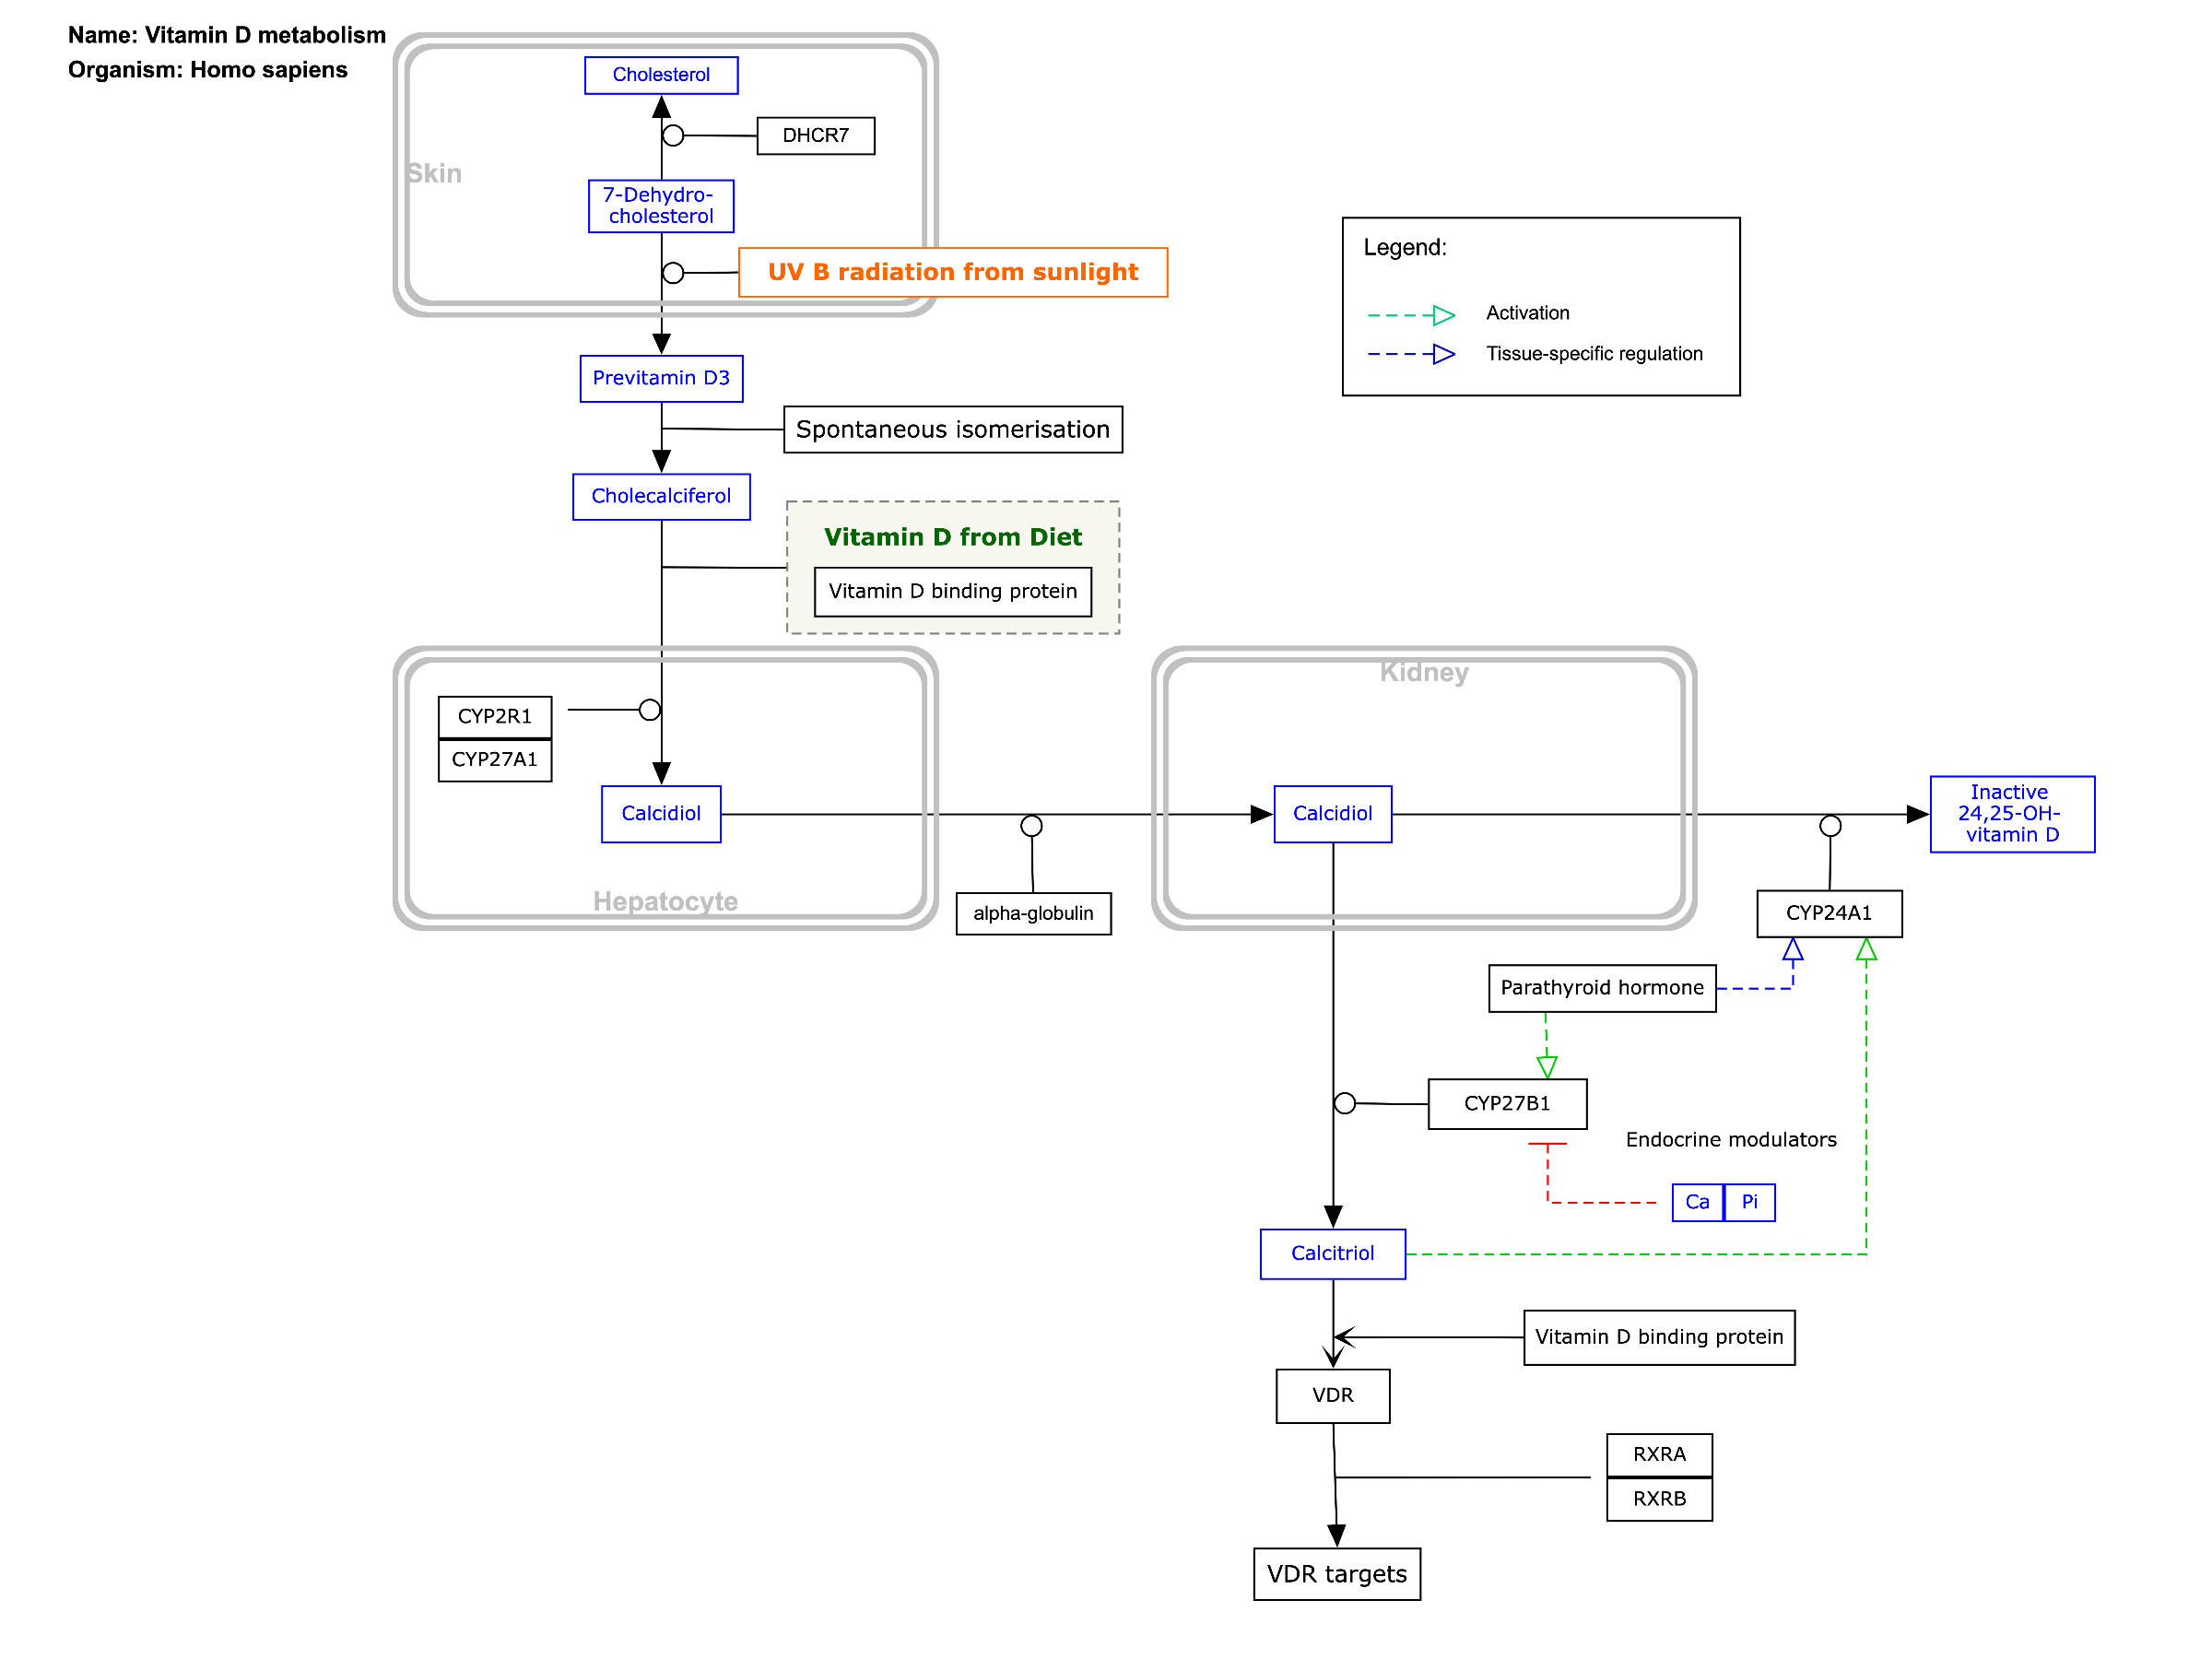 Name: Vitamin D metabolism
Organism: Homo sapiens
Cholesterol
DHCR7
Skin
7-Dehydro-
cholesterol
UV B radiation from sunlight
Legend:
Activation
Tissue-specific regulation
Previtamin D3
Spontaneous isomerisation
Cholecalciferol
Vitamin D from Diet
Vitamin D binding protein
Kidney
CYP2R1
CYP27A1
Calcidiol
Calcidiol
Inactive
24,25-OH-
vitamin D
Hepatocyte
alpha-globulin
CYP24A1
Parathyroid hormone
CYP27B1
Endocrine modulators
Ca
Pi
Calcitriol
Vitamin D binding protein
VDR
RXRA
RXRB
VDR targets